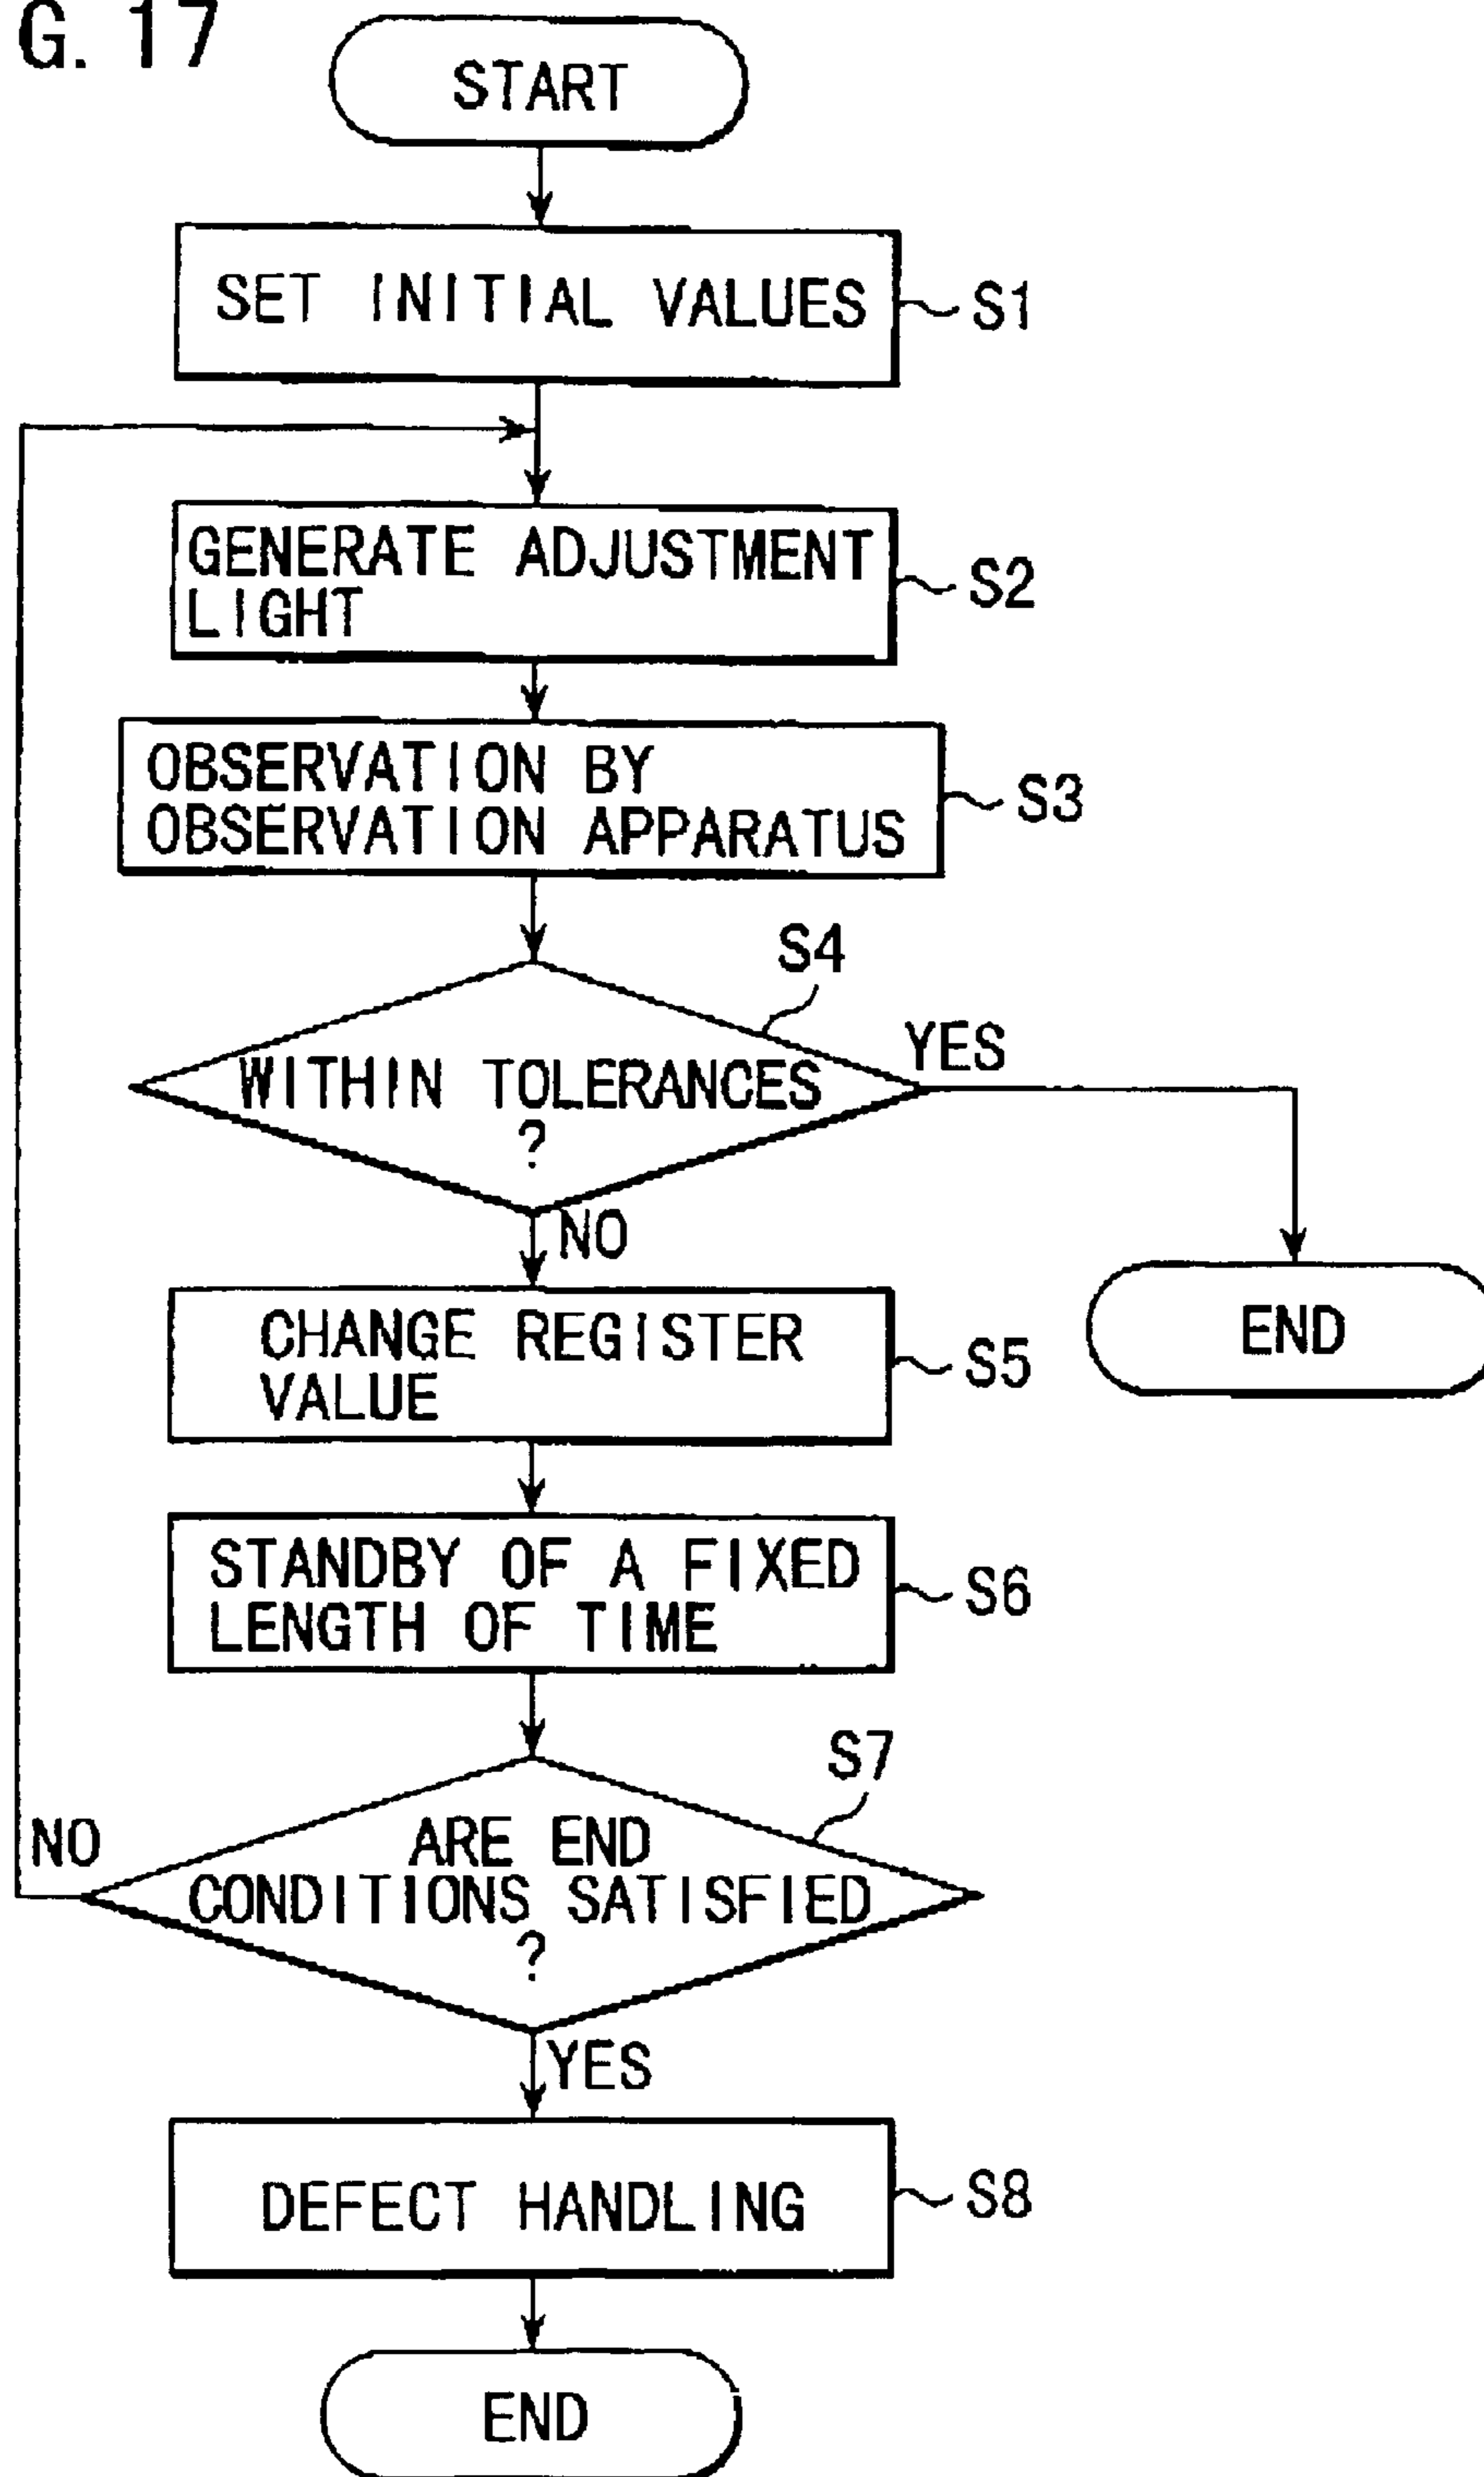 G. 17
START
SET INITIAL VALUES
S1
GENERATE ADJUSTMENT
LIGHT
S2
OBSERVATION BY
OBSERVATION APPARATUS
S3
S4
WITHIN TOLERANCES
?
YES
NO
END
CHANGE REGISTER
VALUE
S5
STANDBY OF A FIXED
LENGTH OF TIME
S6
S7
ARE END
CONDITIONS SATISFIED
?
NO
YES
DEFECT HANDLING
S8
END